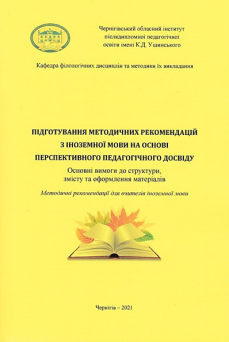 Чернігівський обласний інститут
післядипломної педагогічної
освіти імені К.Д. Ушинського
Кафедра філологічних дисциплін та методики їх викладання
ПІДГОТУВАННЯ МЕТОДИЧНИХ РЕКОМЕНДАЦІЙ
З ІНОЗЕМНОЇ МОВИ НА ОСНОВІ
ПЕРСПЕКТИВНОГО ПЕДАГОГІЧНОГО ДОСВІДУ
Основні вимоги до структури,
змісту та оформлення матеріалів
Методичні рекомендації для вчителів іноземної мови
Чернігів – 2021